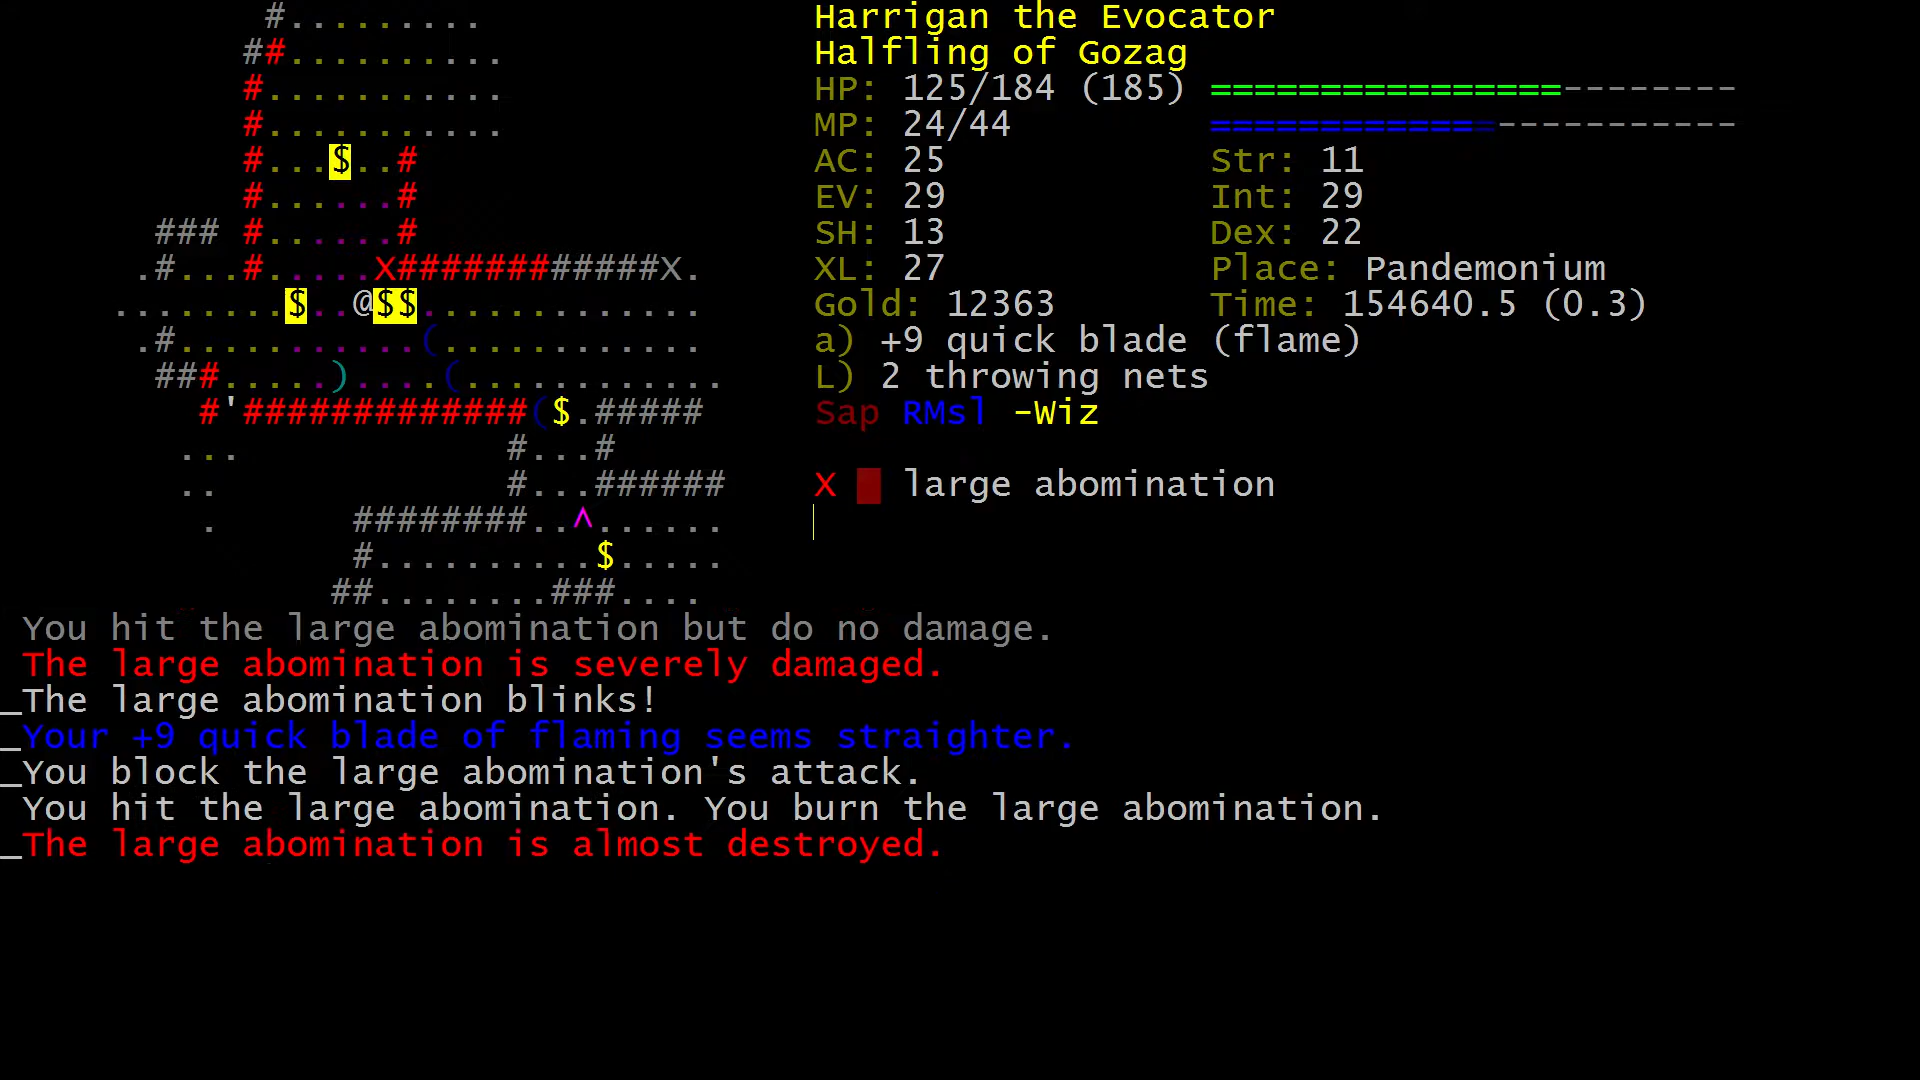 #.........
##..........
#...........
#...........
#...$..#
#......#
### #......#
.#...#.....X############X.
........$..@$$.............
.#...........(............
###.....)....(............
#'#############($.#####
... #...#
.. #...######
. ########..^......
#..........$.....
##........###....
Harrigan the Evocator
Halfling of Gozag
HP: 125/184 (185) ================--------
MP: 24/44 =============-----------
AC: 25 Str: 11
EV: 29 Int: 29
SH: 13 Dex: 22
XL: 27 Place: Pandemonium
Gold: 12363 Time: 154640.5 (0.3)
a) +9 quick blade (flame)
L) 2 throwing nets
Sap RMsl -Wiz
X large abomination
You hit the large abomination but do no damage.
The large abomination is severely damaged.
_The large abomination blinks!
_Your +9 quick blade of flaming seems straighter.
_You block the large abomination's attack.
You hit the large abomination. You burn the large abomination.
_The large abomination is almost destroyed.